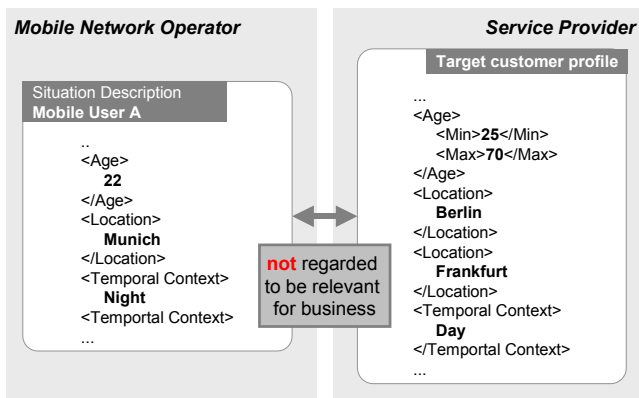 Mobile Network Operator
Situation Description
Mobile User A
..
<Age>
22
</Age>
<Location>
Munich
</Location>
<Temporal Context>
Night
<Temportal Context>
...
not regarded
to be relevant
for business
Service Provider
Target customer profile
...
<Age>
<Min>25</Min>
<Max>70</Max>
</Age>
<Location>
Berlin
</Location>
<Location>
Frankfurt
</Location>
<Temporal Context>
Day
</Temportal Context>
...